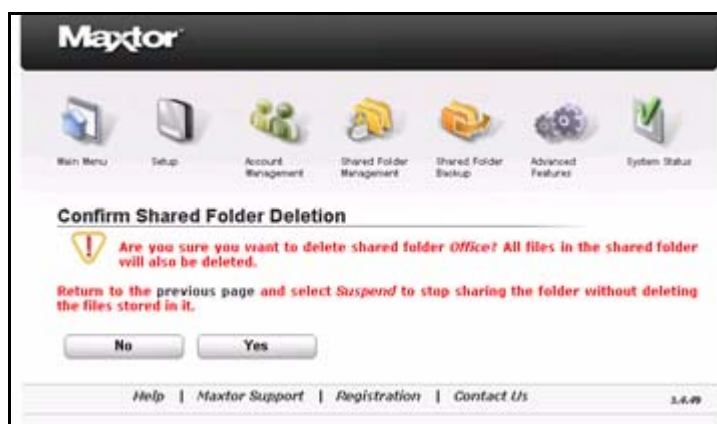 Maxtor
Main Menu
Setup
Account
Management
Shared Folder
Management
Shared Folder
Backup
Advanced
Features
System Status
Confirm Shared Folder Deletion
Are you sure you want to delete shared folder Office? All files in the shared folder
will also be deleted.
Return to the previous page and select Suspend to stop sharing the folder without deleting
the files stored in it.
No
Yes
Help | Maxtor Support | Registration | Contact Us